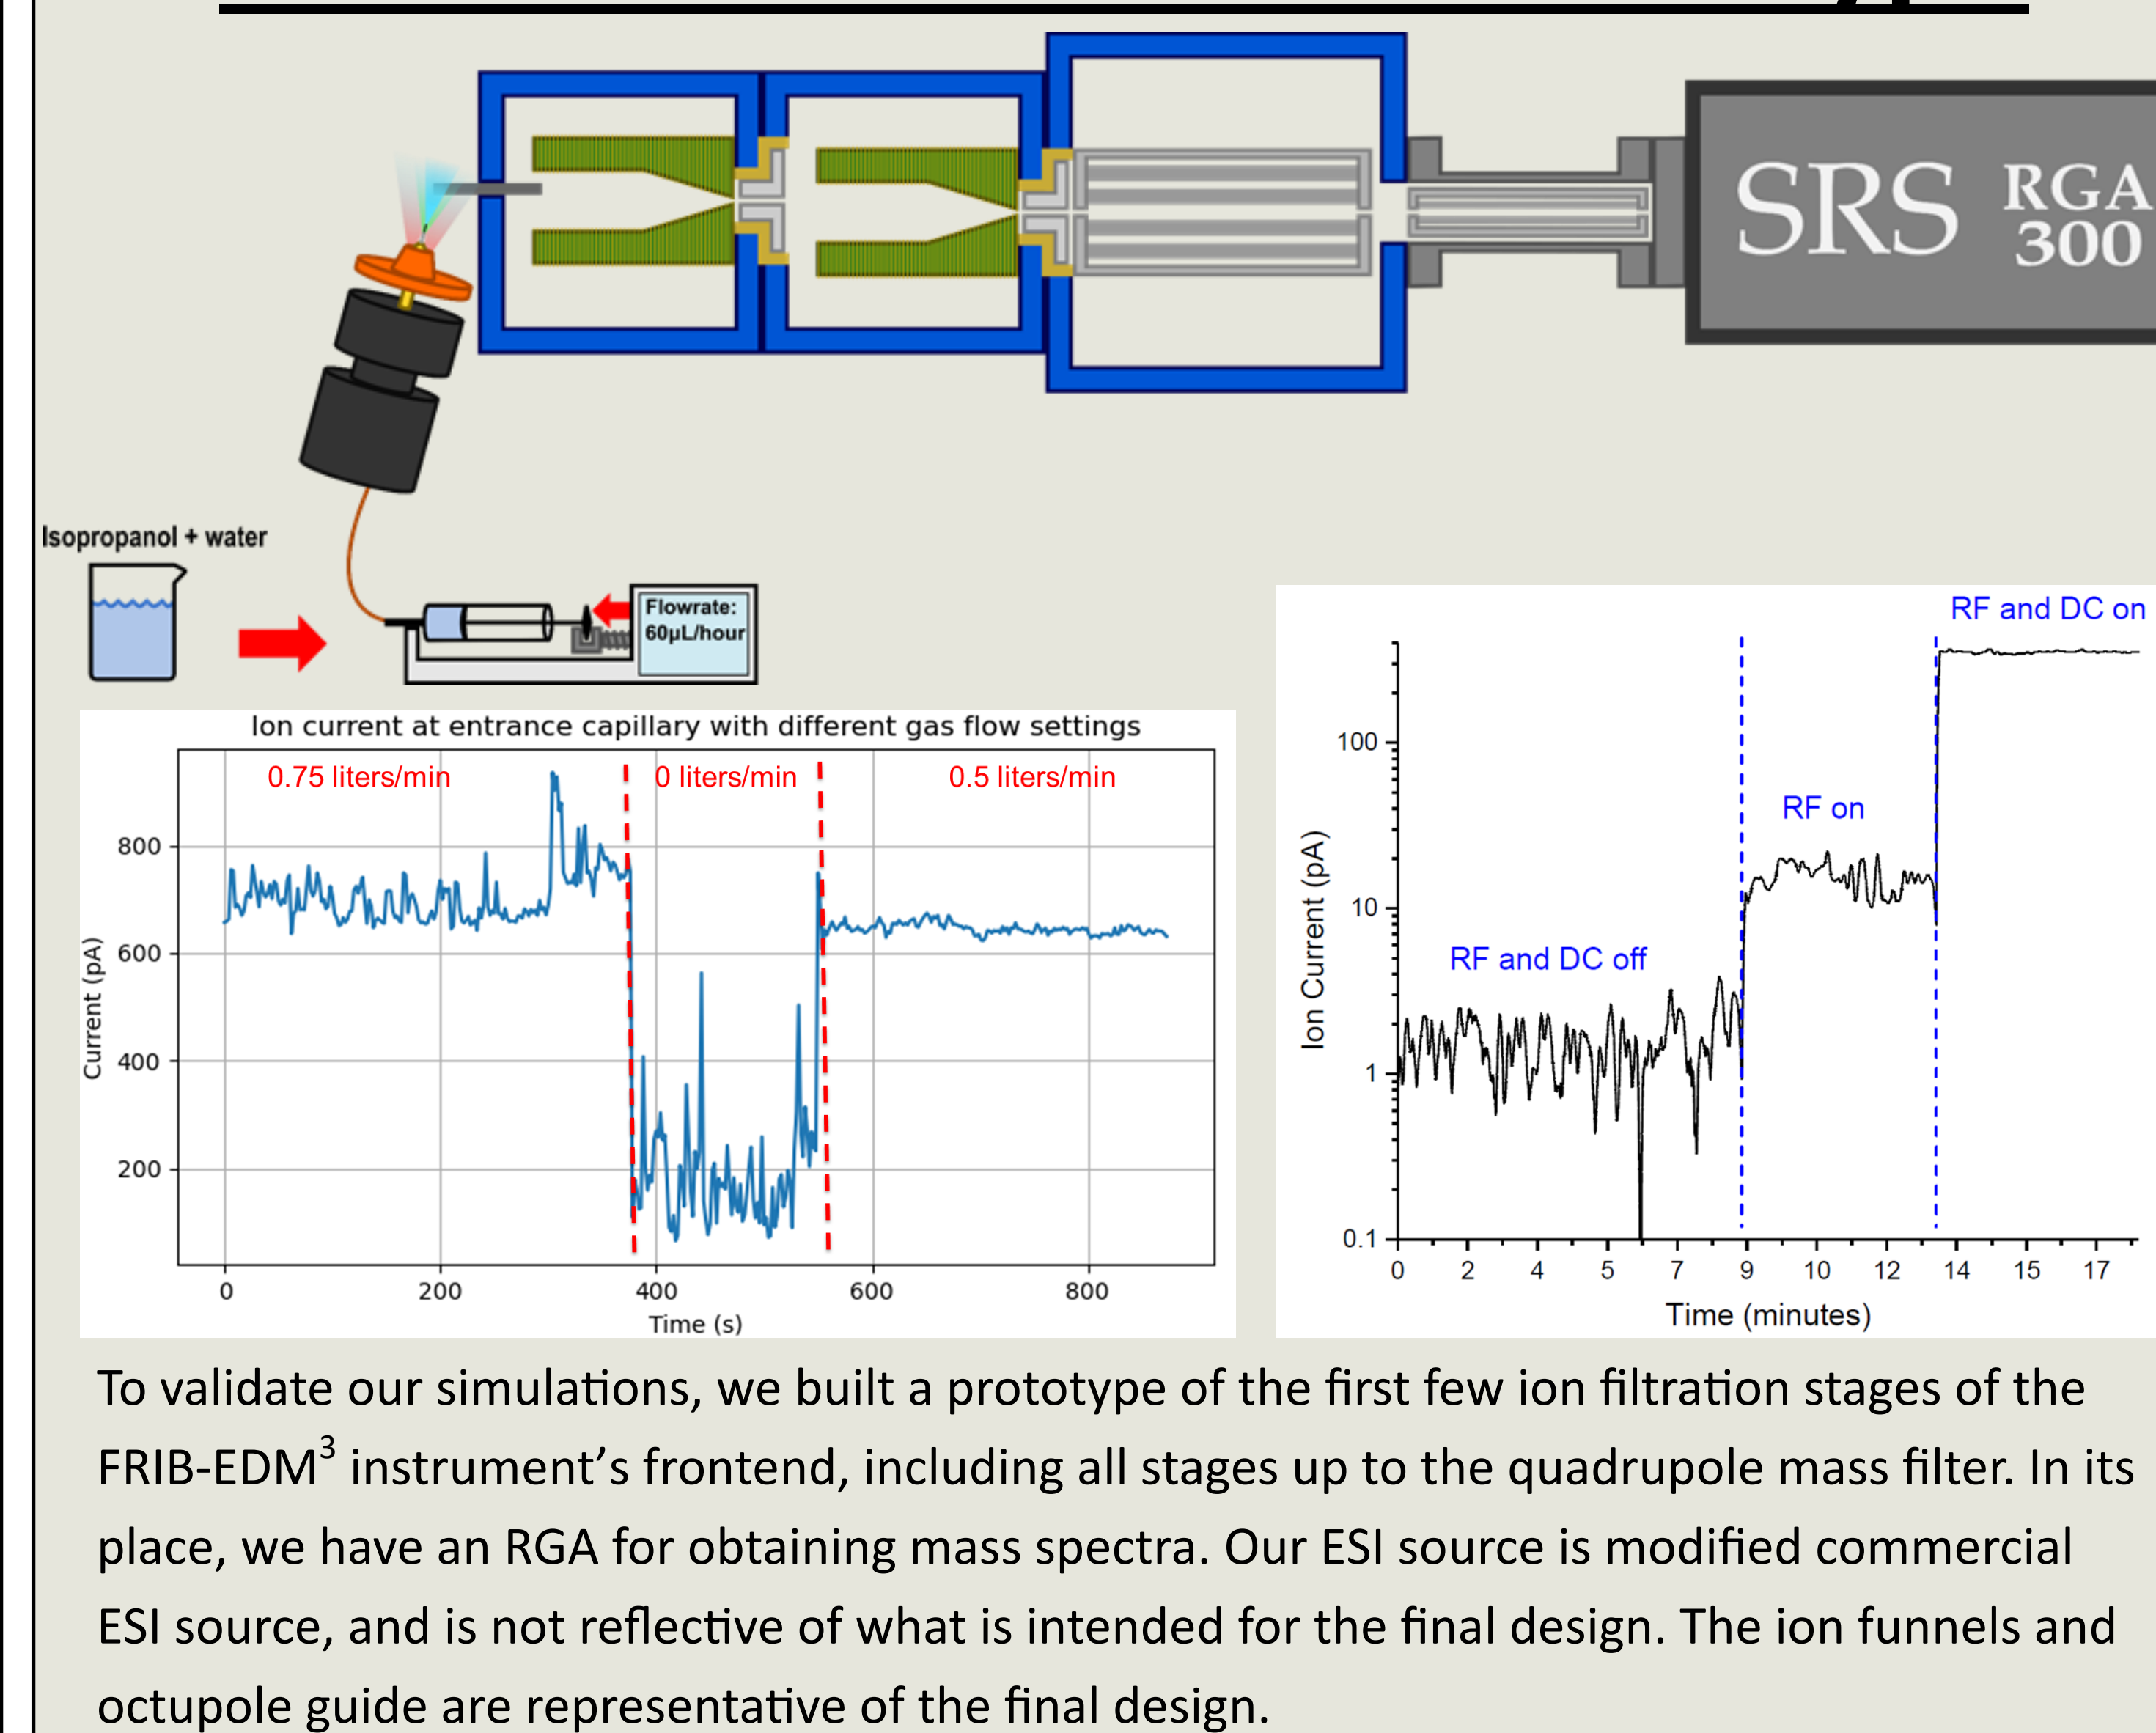 SRS RGA 300
Isopropanol + water
Flowrate:
60µL/hour
Ion current at entrance capillary with different gas flow settings
0.75 liters/min 0 liters/min 0.5 liters/min
800
600
400
200
Current (pA)
0 200 400 600 800
Time (s)
RF and DC on
RF on
RF and DC off
100
10
1
0.1
Ion Current (pA)
0 2 4 5 7 9 10 12 14 15 17
Time (minutes)
To validate our simulations, we built a prototype of the first few ion filtration stages of the
FRIB-EDM³ instrument’s frontend, including all stages up to the quadrupole mass filter. In its
place, we have an RGA for obtaining mass spectra. Our ESI source is modified commercial
ESI source, and is not reflective of what is intended for the final design. The ion funnels and
octupole guide are representative of the final design.